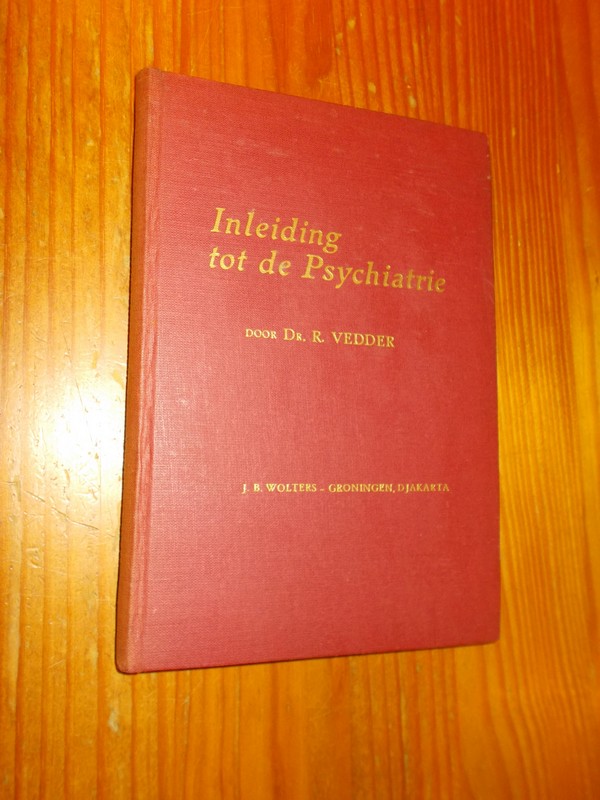 Inleiding
tot de Psychiatrie
DOOR DR. R. VEDDER
J. B. WOLTERS – GRONINGEN, DJAKARTA